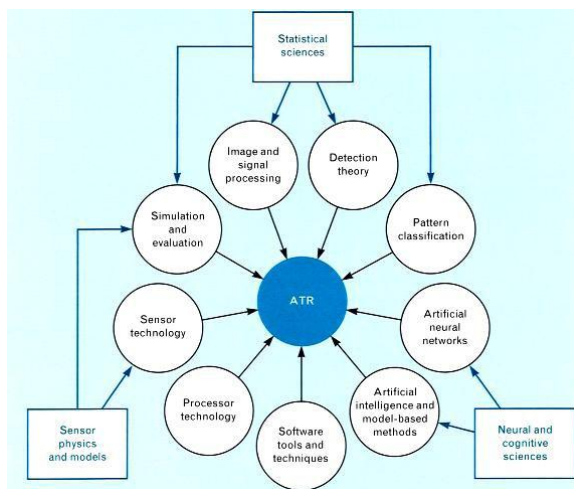 Statistical
sciences
Image and
signal
processing
Detection
theory
Simulation
and
evaluation
Pattern
classification
ATR
Sensor
technology
Artificial
neural
networks
Processor
technology
Artificial
intelligence and
model-based
methods
Software
tools and
techniques
Sensor
physics
and models
Neural and
cognitive
sciences